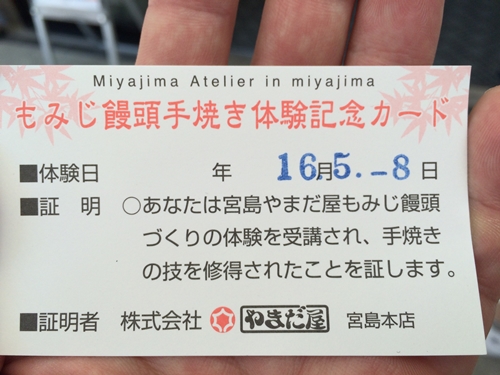 Miyajima Atelier in miyajima
もみじ饅頭手焼き体験記念カード
■体験日 年 16月5.-8日
■証 明 ○あなたは宮島やまだ屋もみじ饅頭
づくりの体験を受講され、手焼き
の技を修得されたことを証します。
■証明者 株式会社 やまだ屋 宮島本店